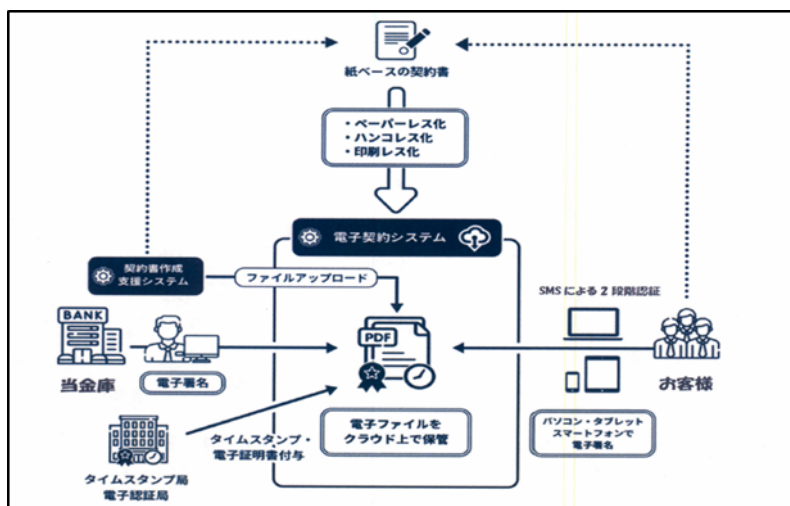 紙ベースの契約書
・ペーパーレス化
・ハンコレス化
・印刷レス化
電子契約システム
契約書作成
支援システム
ファイルアップロード
SMSによる2段階認証
BANK
PDF
当金庫
電子署名
お客様
タイムスタンプ・
電子証明書付与
電子ファイルを
クラウド上で保管
パソコン・タブレット
スマートフォンで
電子署名
タイムスタンプ局
電子認証局